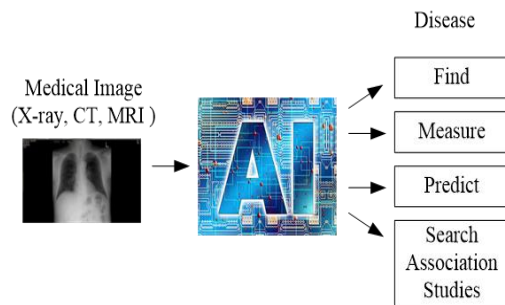 Disease
Medical Image
(X-ray, CT, MRI )
AI
Find
Measure
Predict
Search
Association
Studies